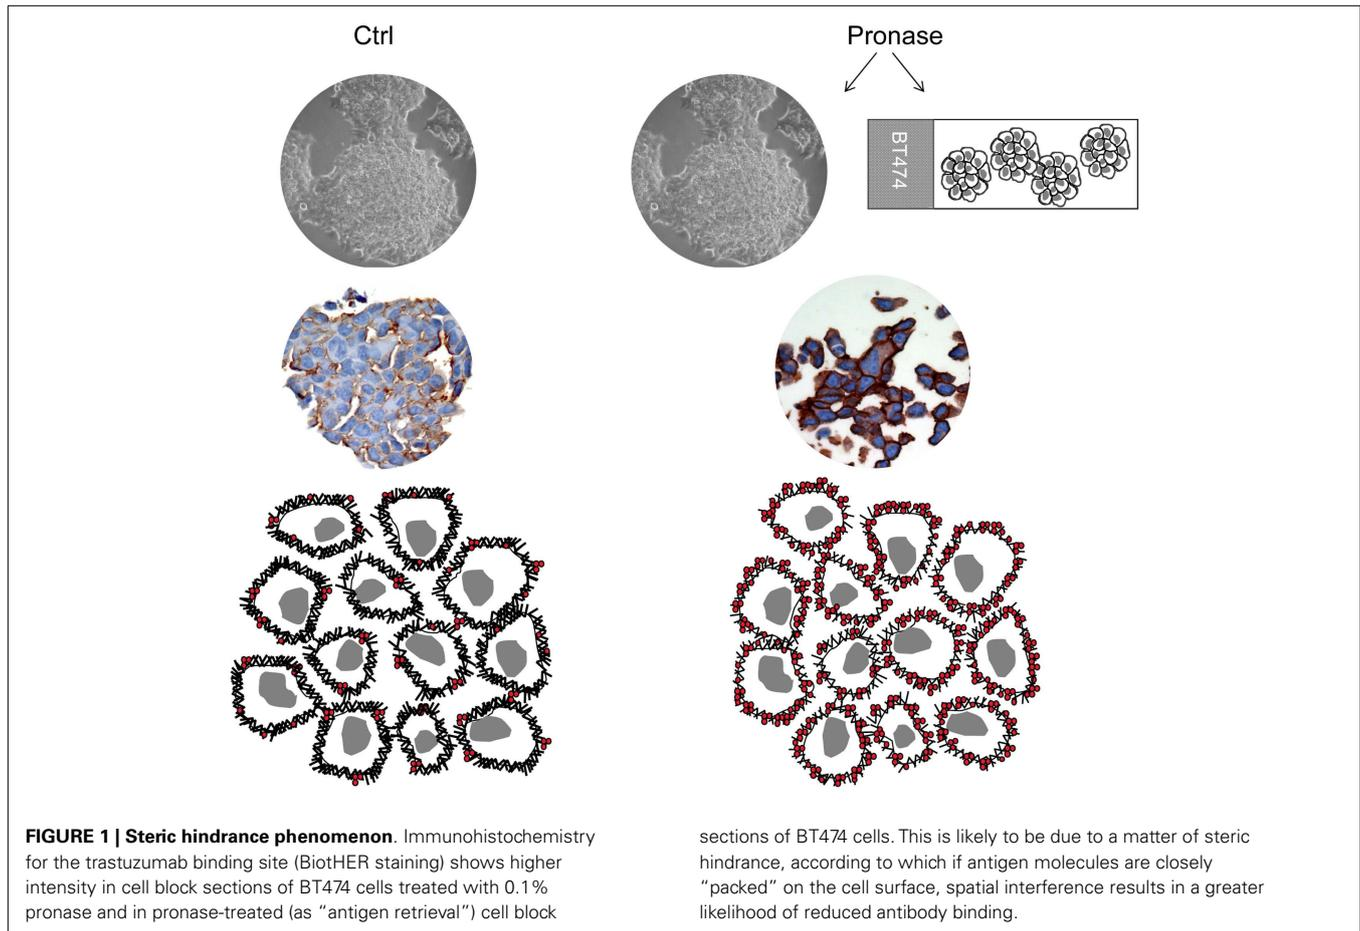 Ctrl
Pronase
BT474
FIGURE 1 | Steric hindrance phenomenon. Immunohistochemistry
for the trastuzumab binding site (BiotHER staining) shows higher
intensity in cell block sections of BT474 cells treated with 0.1%
pronase and in pronase-treated (as “antigen retrieval”) cell block
sections of BT474 cells. This is likely to be due to a matter of steric
hindrance, according to which if antigen molecules are closely
“packed” on the cell surface, spatial interference results in a greater
likelihood of reduced antibody binding.